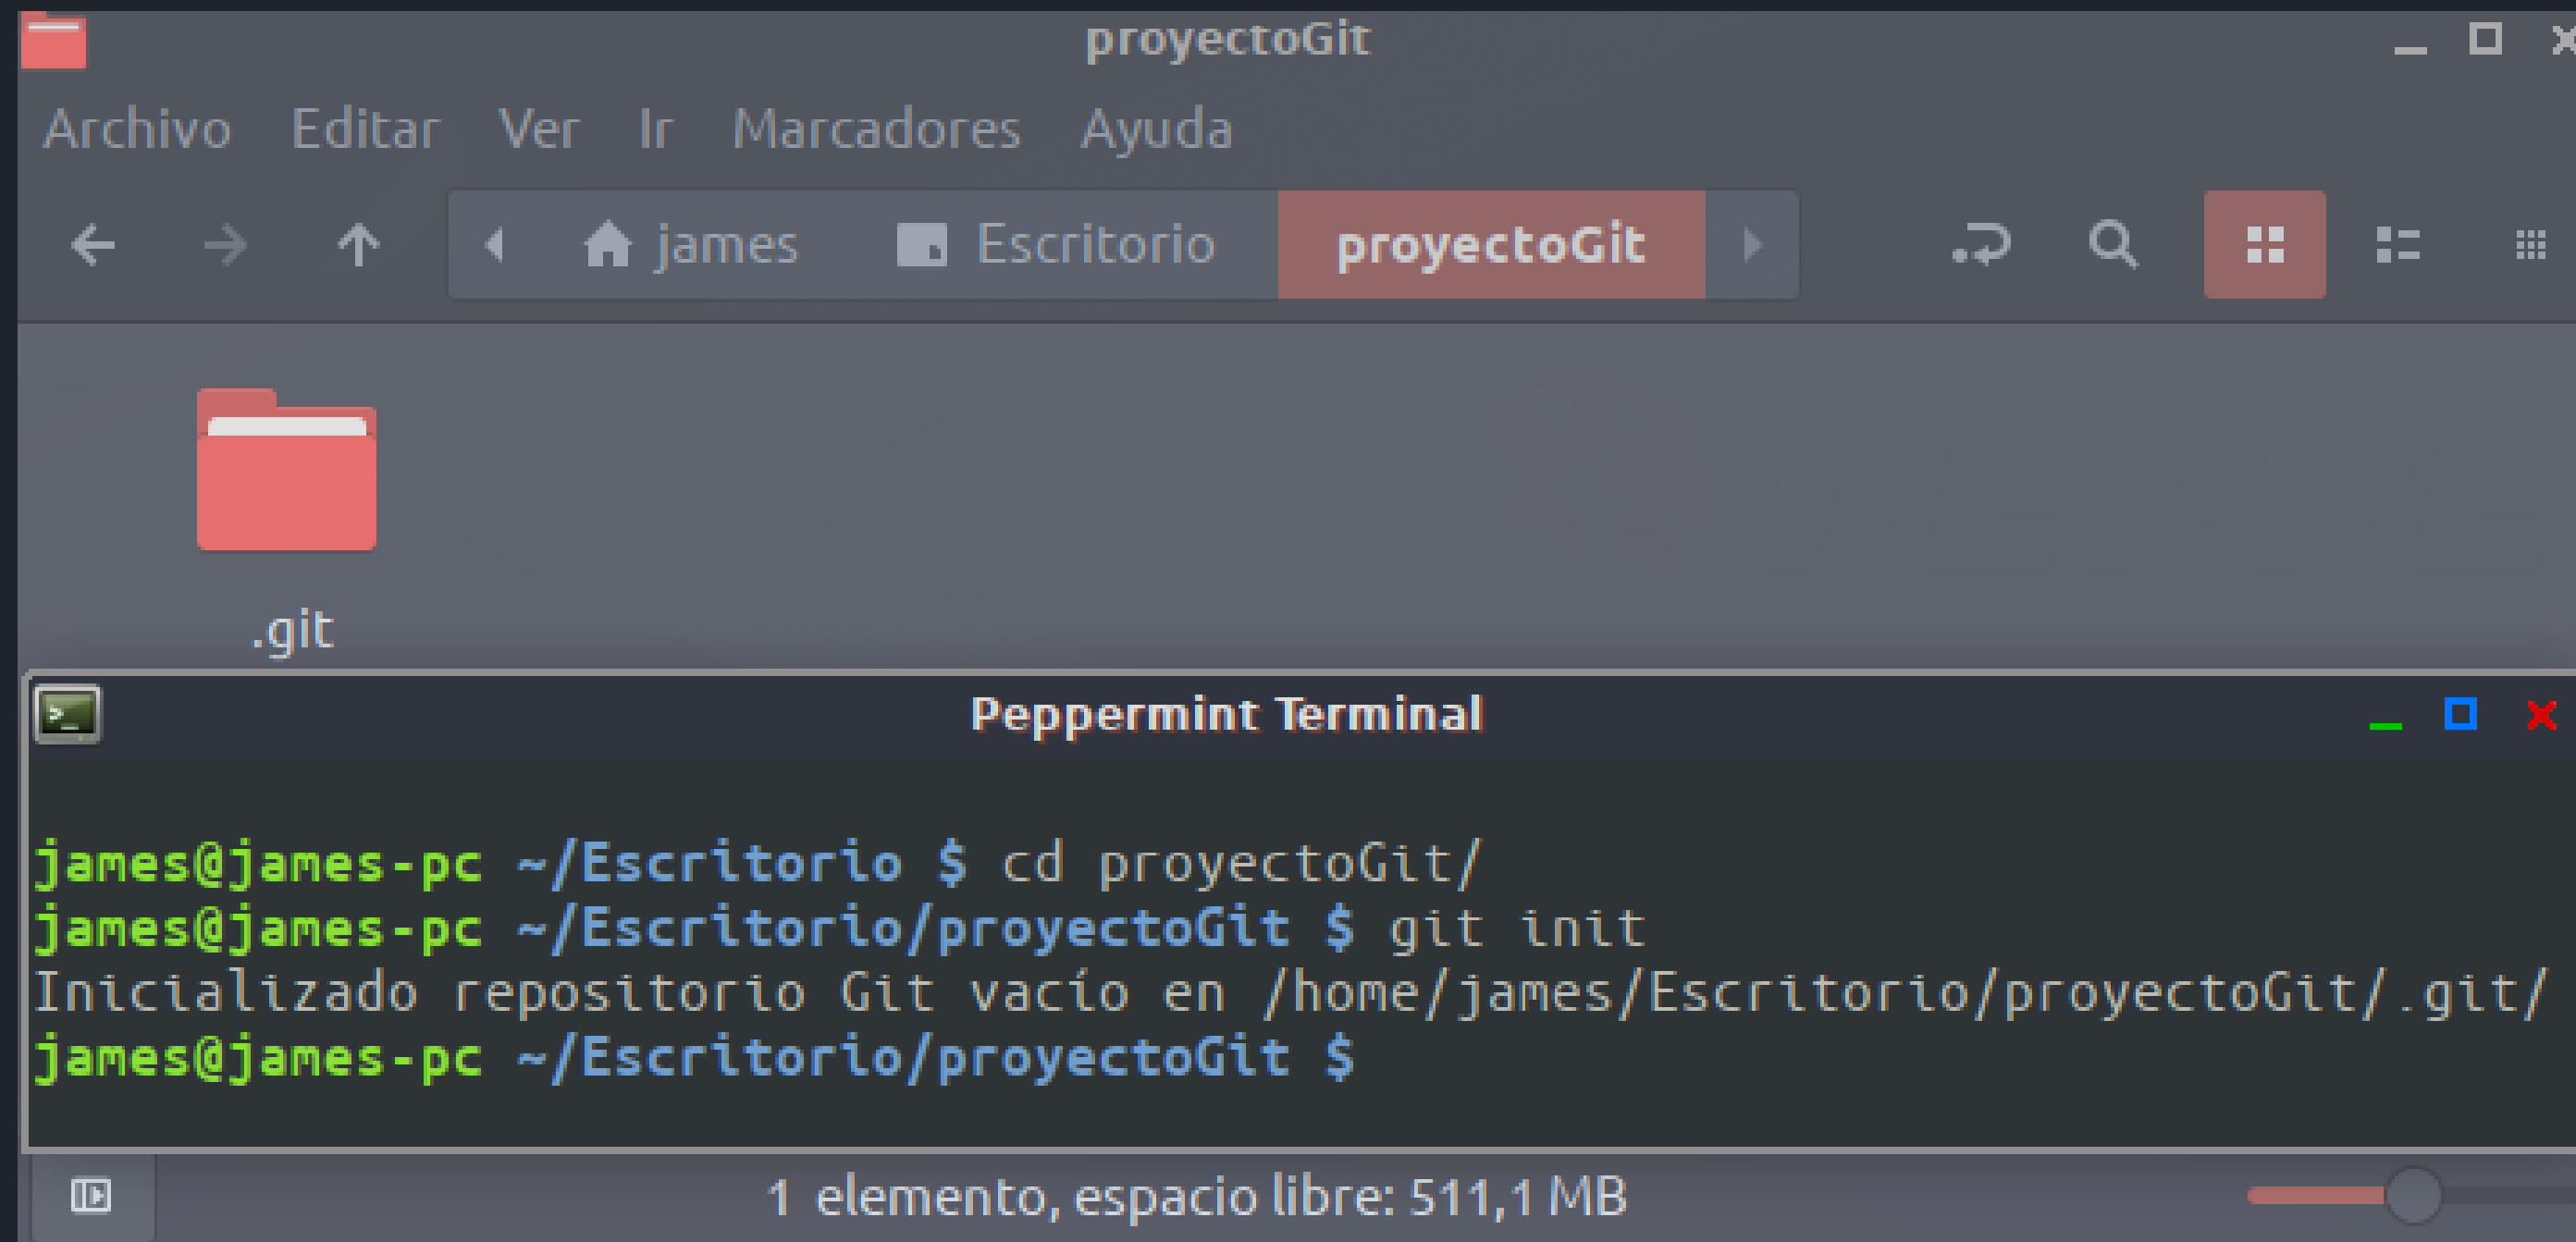 proyectoGit
Archivo Editar Ver Ir Marcadores Ayuda
james Escritorio proyectoGit
.git
Peppermint Terminal
james@james-pc ~/Escritorio $ cd proyectoGit/
james@james-pc ~/Escritorio/proyectoGit $ git init
Inicializado repositorio Git vacío en /home/james/Escritorio/proyectoGit/.git/
james@james-pc ~/Escritorio/proyectoGit $
1 elemento, espacio libre: 511,1 MB